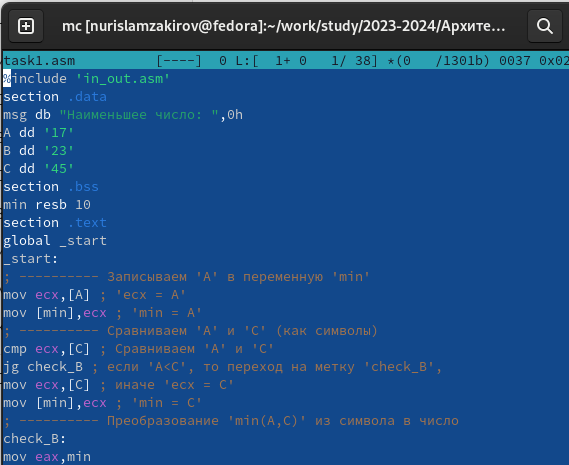 mc [nurislamzakirov@fedora]:~/work/study/2023-2024/Архите...
task1.asm [----] 0 L:[ 1+ 0 1/ 38] *(0 /1301b) 0037 0x02
%include 'in_out.asm'
section .data
msg db "Наименьшее число: ",0h
A dd '17'
B dd '23'
C dd '45'
section .bss
min resb 10
section .text
global _start
_start:
; ---------- Записываем 'A' в переменную 'min'
mov ecx,[A] ; 'ecx = A'
mov [min],ecx ; 'min = A'
; ---------- Сравниваем 'A' и 'С' (как символы)
cmp ecx,[C] ; Сравниваем 'A' и 'С'
jg check_B ; если 'A<C', то переход на метку 'check_B',
mov ecx,[C] ; иначе 'ecx = C'
mov [min],ecx ; 'min = C'
; ---------- Преобразование 'min(A,C)' из символа в число
check_B:
mov eax,min